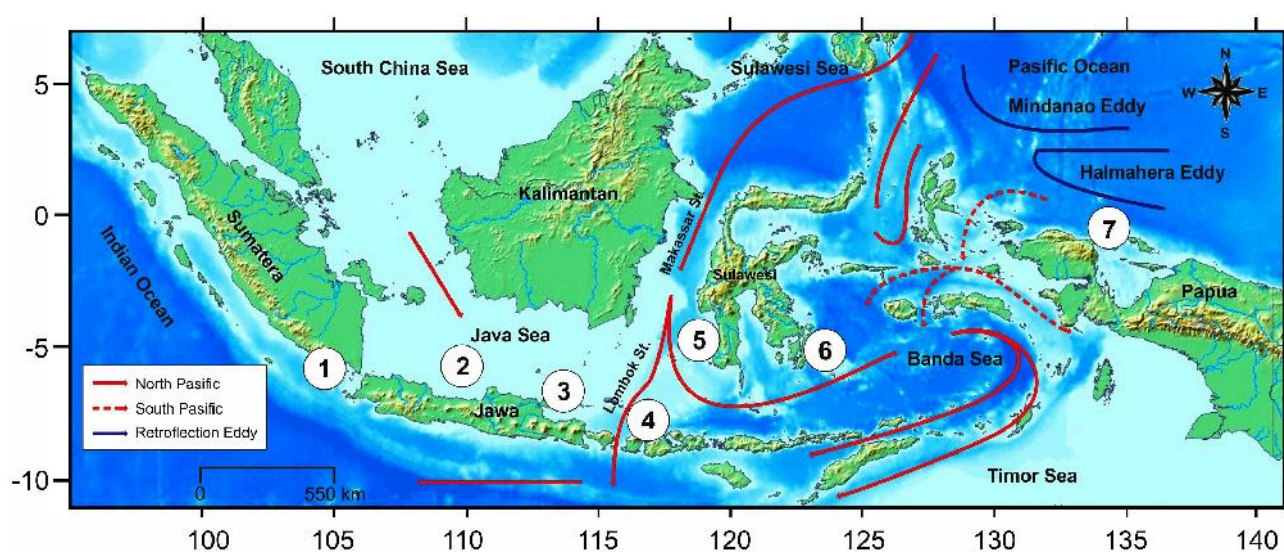 South China Sea
Sulawesi Sea
Pasific Ocean
N
W E
S
Mindanao Eddy
Halmahera Eddy
Kalimantan
Makassar St.
Sumatera
Indian Ocean
Sulawesi
Papua
Java Sea
Lombok St.
Banda Sea
Jawa
Timor Sea
1
2
3
4
5
6
7
North Pasific
South Pasific
Retroflection Eddy
0 550 km
5
0
-5
-10
100 105 110 115 120 125 130 135 140